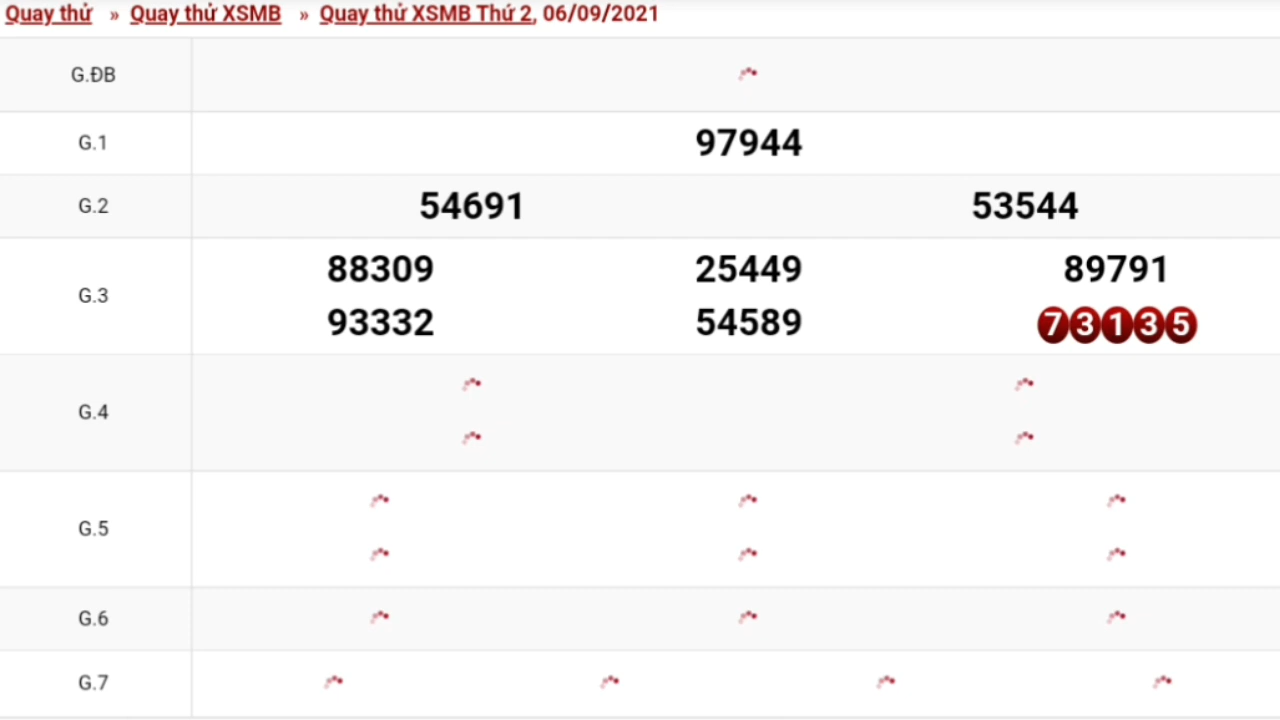 Quay thử » Quay thử XSMB » Quay thử XSMB Thứ 2, 06/09/2021
G.ĐB
G.1 97944
G.2 54691 53544
G.3 88309 25449 89791
93332 54589 73135
G.4
G.5
G.6
G.7